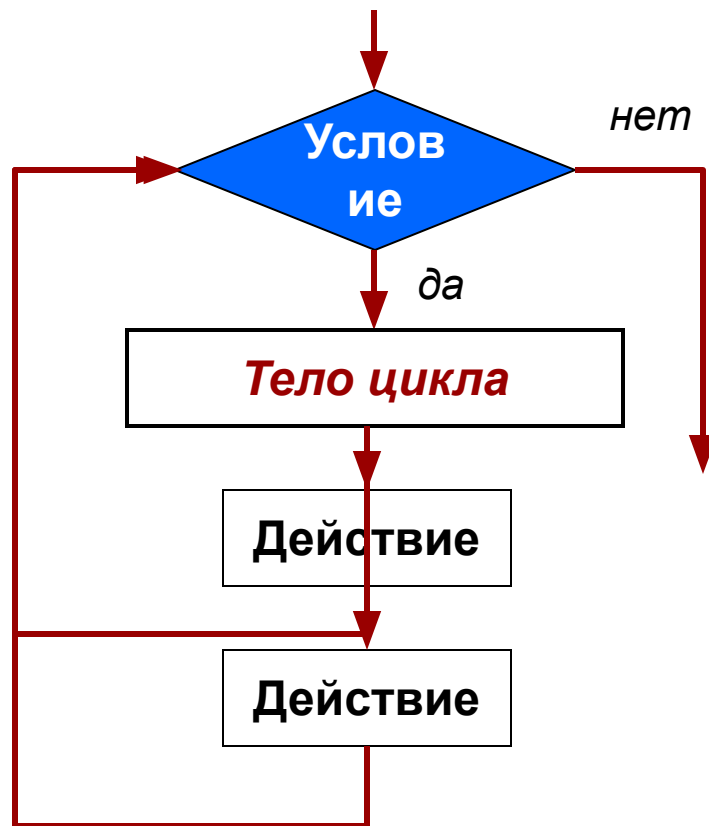 нет
Услов
ие
да
Тело цикла
Действие
Действие